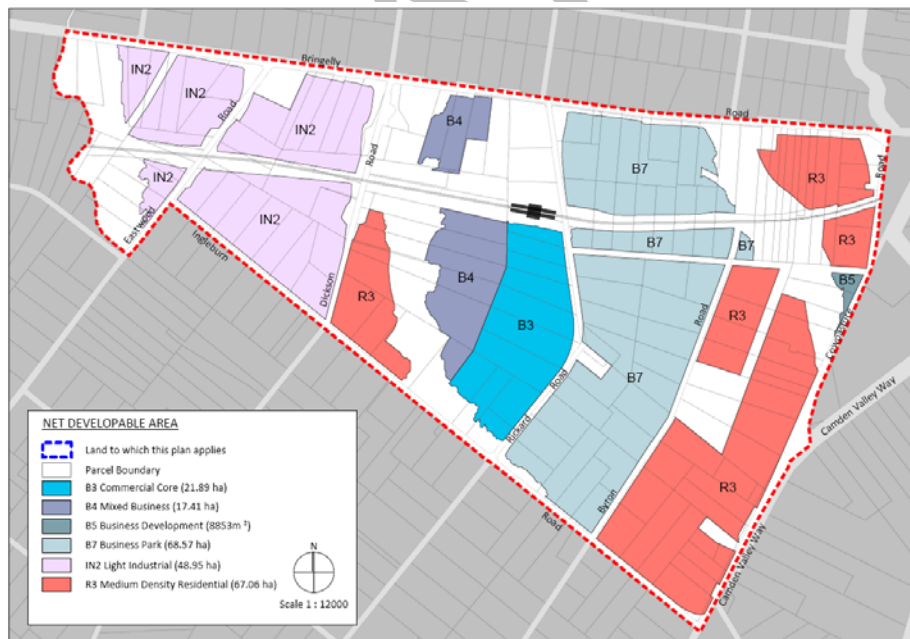 Bringelly
Road
IN2
IN2
Road
IN2
Road
B4
B7
R3
Road
IN2
IN2
B7
B7
R3
Eastwood
Ingleburn
Dickson
R3
B4
B3
Road
R3
B5
Cowpasture
B7
Rickard
Road
Camden Valley Way
R3
Byron
Road
Camden Valley Way
NET DEVELOPABLE AREA
Land to which this plan applies
Parcel Boundary
B3 Commercial Core (21.89 ha)
B4 Mixed Business (17.41 ha)
B5 Business Development (8853m ²)
B7 Business Park (68.57 ha)
IN2 Light Industrial (48.95 ha)
R3 Medium Density Residential (67.06 ha)
N
Scale 1 : 12000